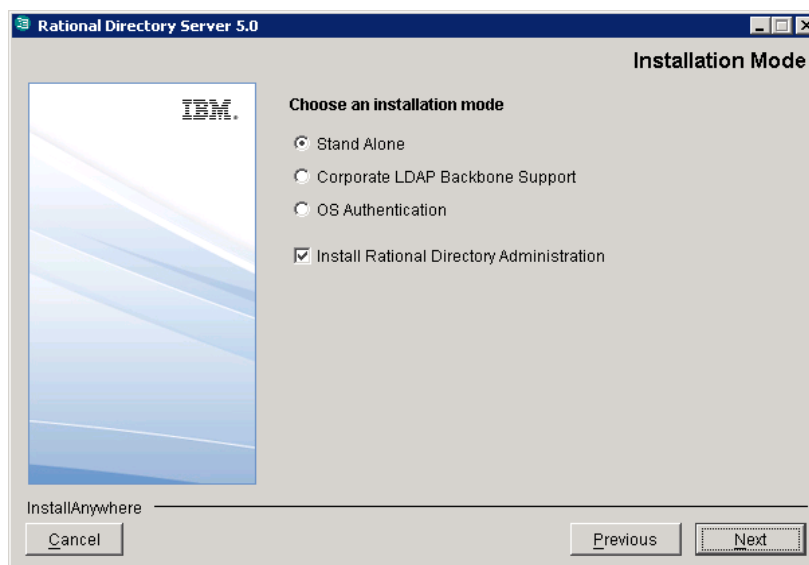 Rational Directory Server 5.0
Installation Mode
IBM.
Choose an installation mode
Stand Alone
Corporate LDAP Backbone Support
OS Authentication
Install Rational Directory Administration
InstallAnywhere
Cancel
Previous
Next